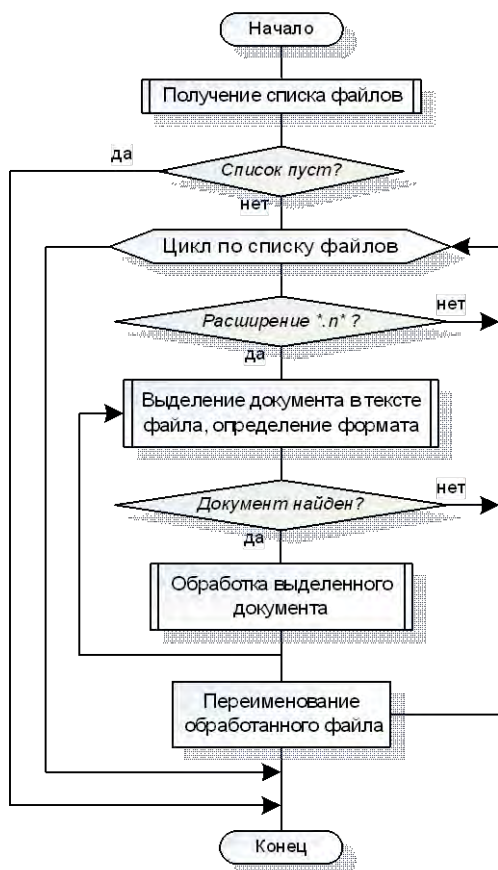 Начало
Получение списка файлов
да
Список пуст?
нет
Цикл по списку файлов
нет
Расширение *.n* ?
да
Выделение документа в тексте
файла, определение формата
нет
Документ найден?
да
Обработка выделенного
документа
Переименование
обработанного файла
Конец